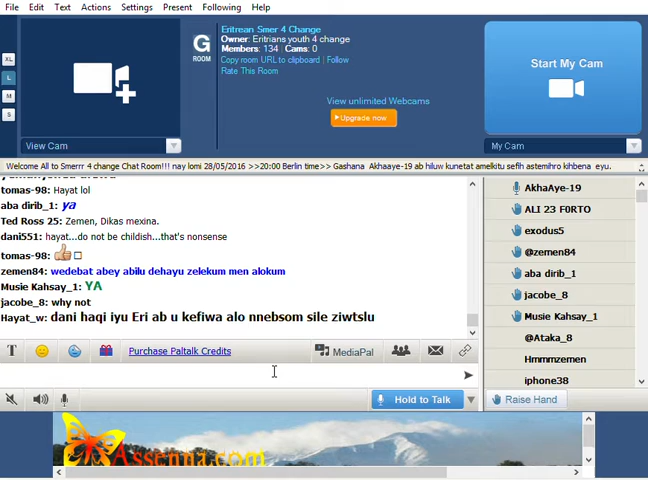 File Edit Text Actions Settings Present Following Help
XL
L
M
S
View Cam
G
ROOM
Eritrean Smer 4 Change
Owner: Eritrians youth 4 change
Members: 134 | Cams: 0
Copy room URL to clipboard | Follow
Rate This Room
View unlimited Webcams
Upgrade now
Start My Cam
My Cam
Welcome All to Smerrr 4 change Chat Room!!! nay lomi 28/05/2016 >>20:00 Berlin time>> Gashana Akhaaye-19 ab hiluw kunetat amelkitu sefih astemihro kihbena eyu.
tomas-98: Hayat lol
aba dirib_1: ya
Ted Ross 25: Zemen, Dikas mexina.
dani551: hayat...do not be childish...that's nonsense
tomas-98:
zemen84: wedebat abey abilu dehayu zelekum men alokum
Musie Kahsay_1: YA
jacobe_8: why not
Hayat_w: dani haqi iyu Eri ab u kefiwa alo nnebsom sile ziwtslu
AkhaAye-19
ALI 23 F0RTO
exodus5
@zemen84
aba dirib_1
jacobe_8
Musie Kahsay_1
@Ataka_8
Hmmmzemen
iphone38
T
Purchase Paltalk Credits
MediaPal
Hold to Talk
Raise Hand
Assenna.com